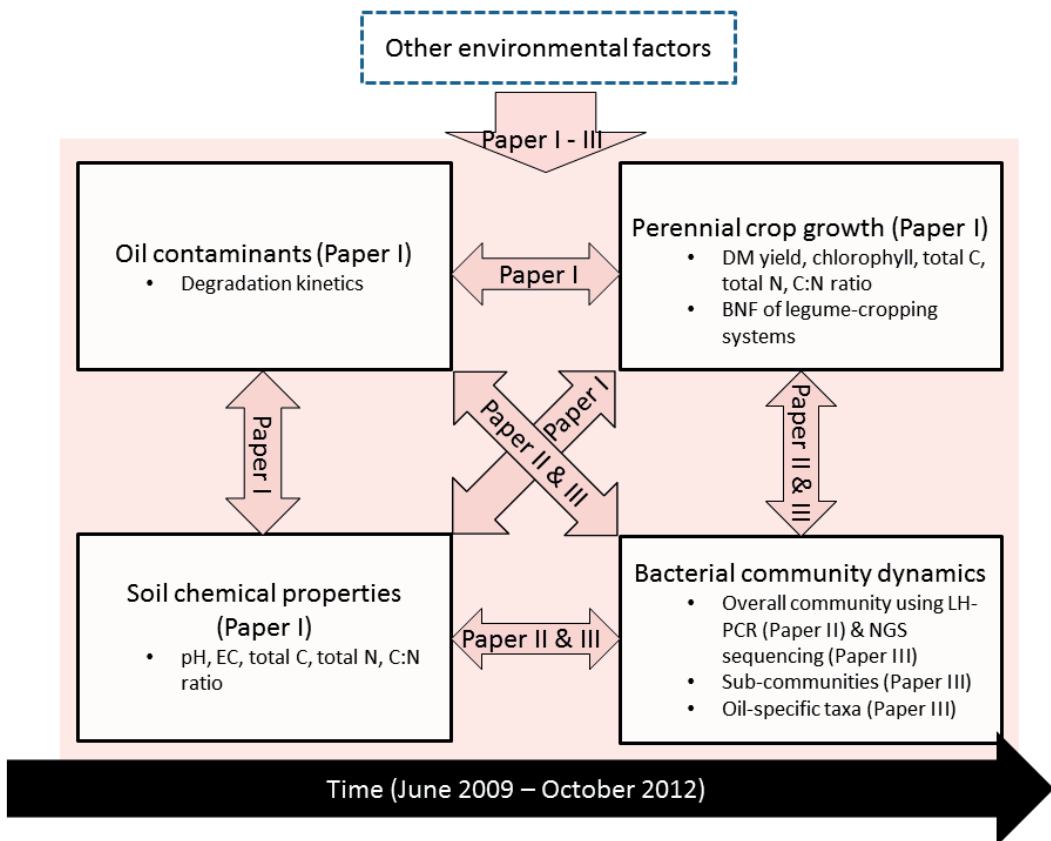 Other environmental factors
Paper I - III
Oil contaminants (Paper I)
• Degradation kinetics
Paper I
Perennial crop growth (Paper I)
• DM yield, chlorophyll, total C,
total N, C:N ratio
• BNF of legume-cropping
systems
Paper I
Paper II & III
Paper I
Paper II & III
Soil chemical properties
(Paper I)
• pH, EC, total C, total N, C:N
ratio
Paper II & III
Bacterial community dynamics
• Overall community using LH-
PCR (Paper II) & NGS
sequencing (Paper III)
• Sub-communities (Paper III)
• Oil-specific taxa (Paper III)
Time (June 2009 – October 2012)